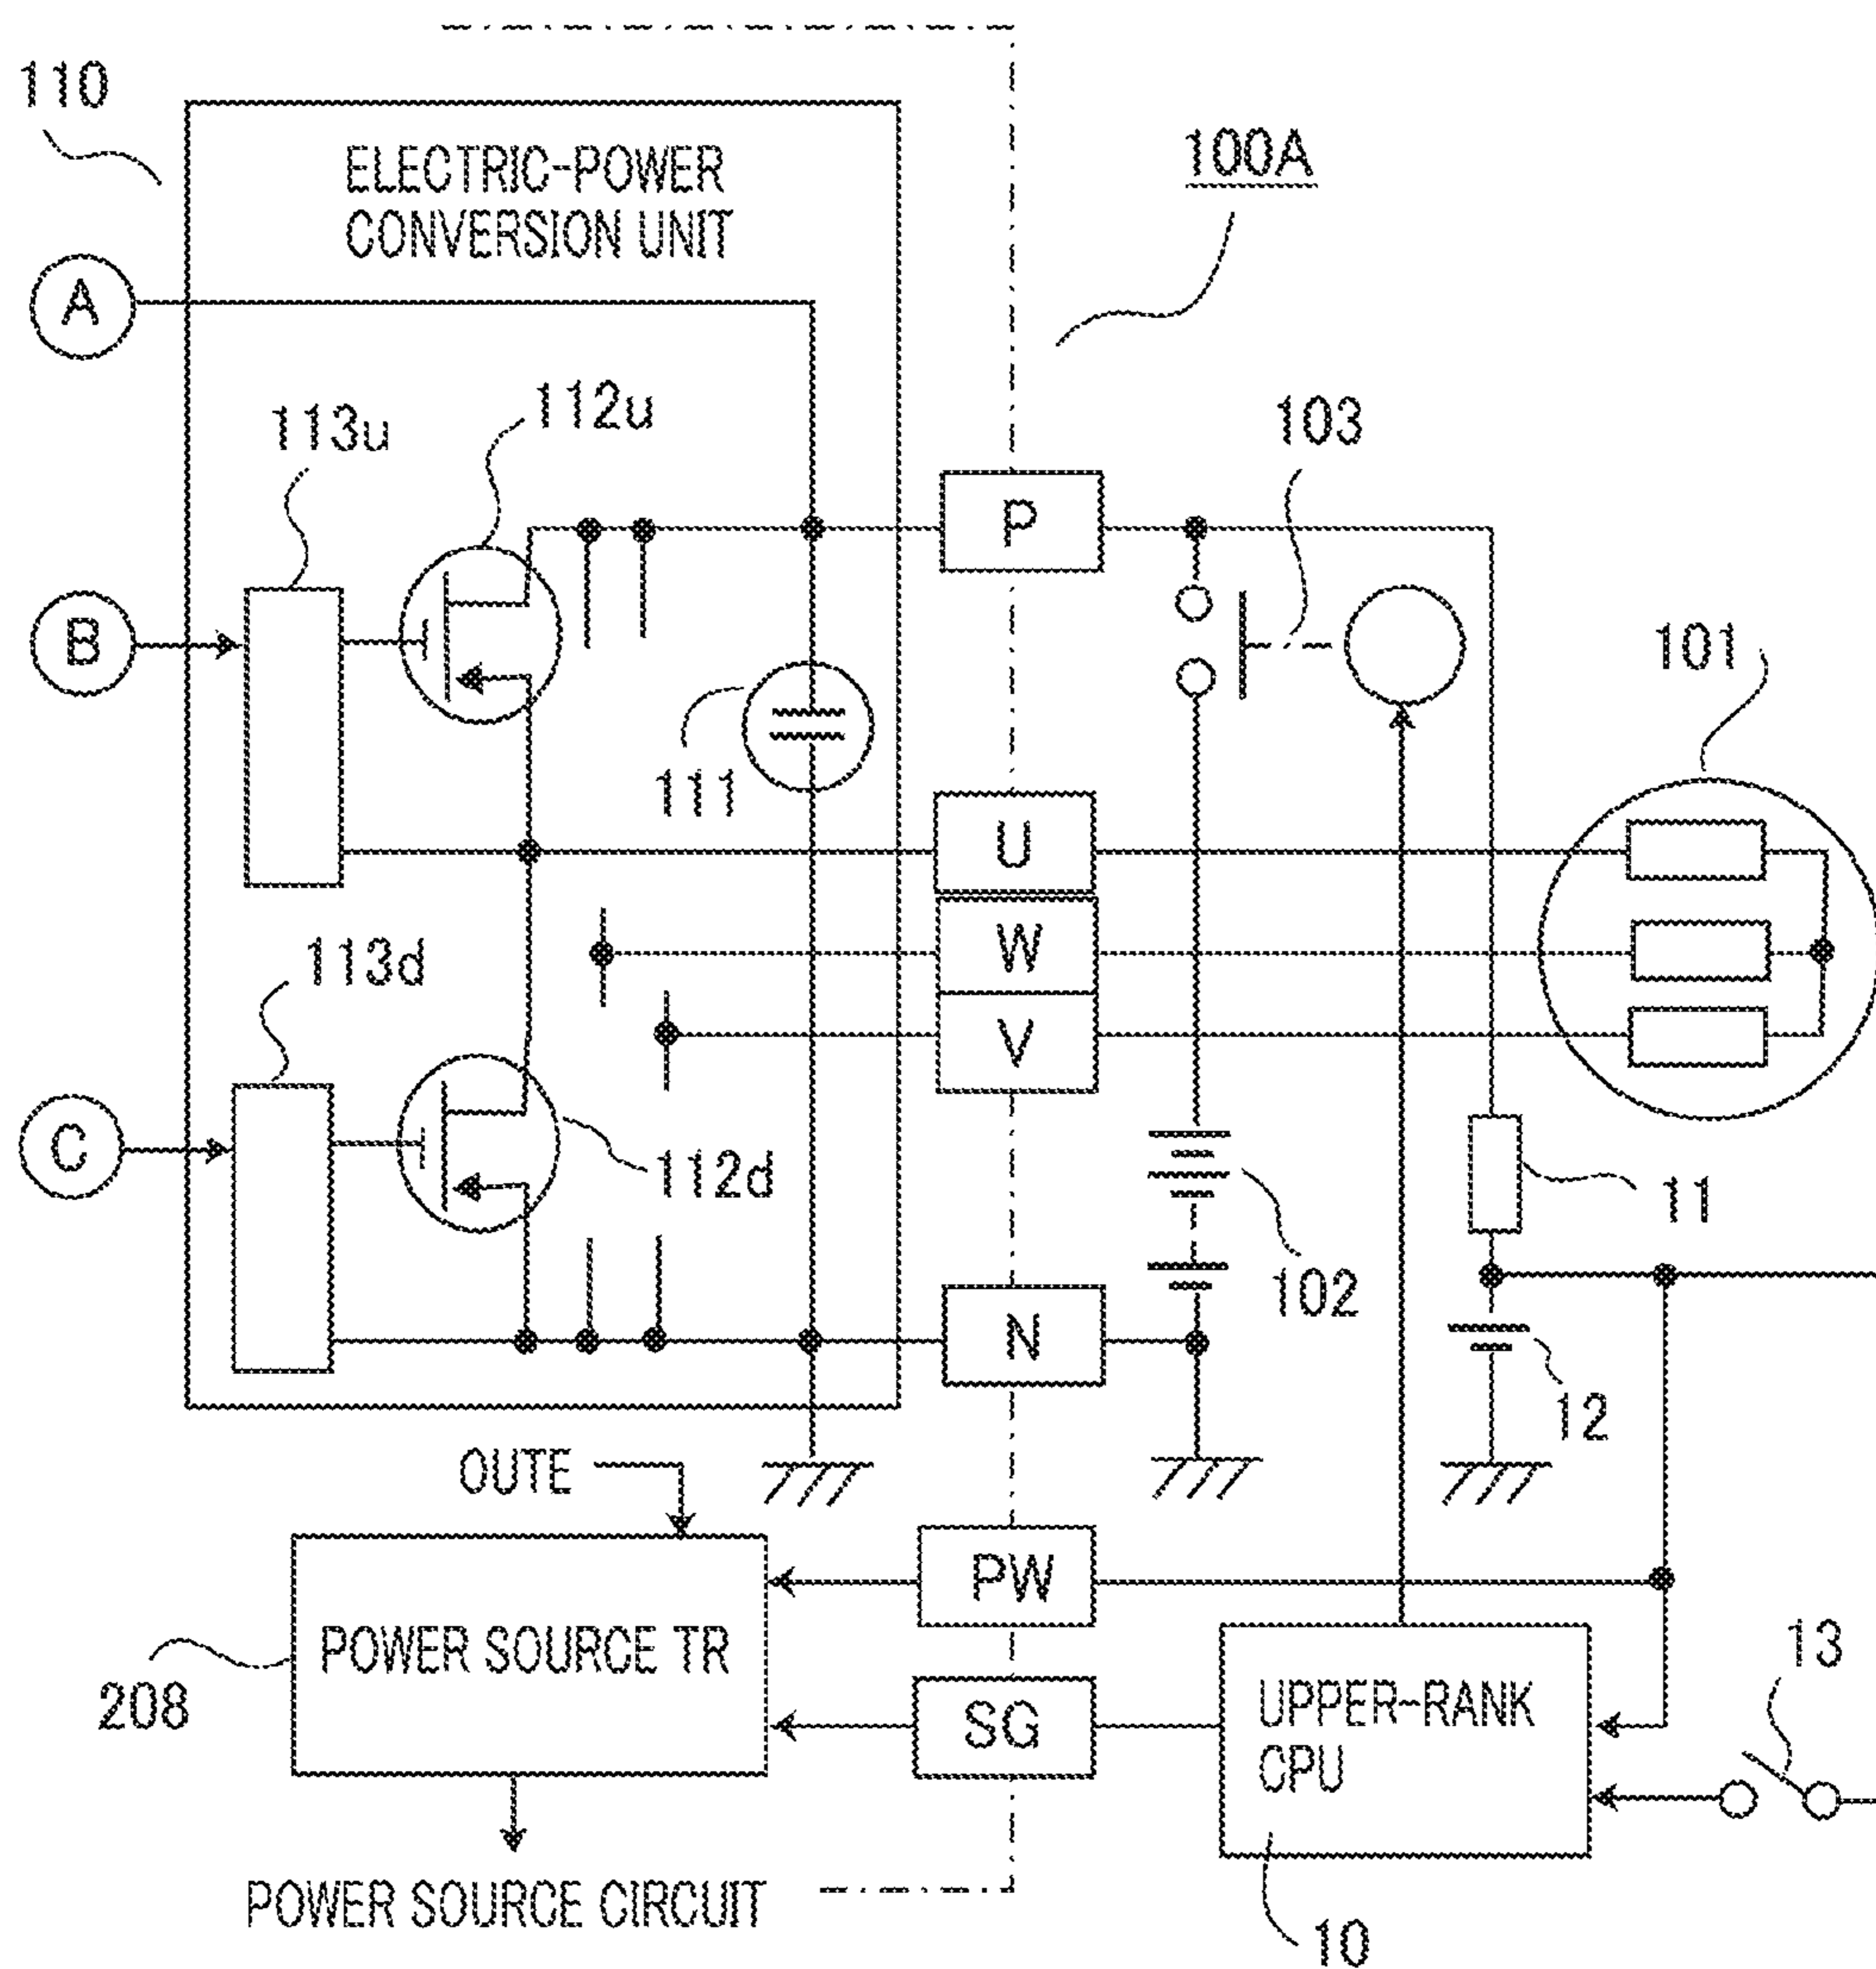 110
ELECTRIC-POWER
CONVERSION UNIT
100A
A
113u
112u
103
P
B
101
111
U
113d
W
V
C
112d
11
102
N
12
OUTE
PW
POWER SOURCE TR
13
208
SG
UPPER-RANK
CPU
POWER SOURCE CIRCUIT
10